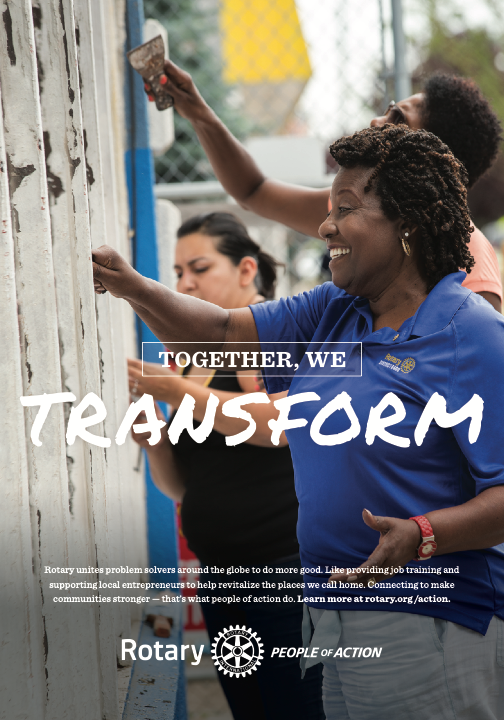 TOGETHER, WE
TRANSFORM
Rotary
Rotary unites problem solvers around the globe to do more good. Like providing job training and
supporting local entrepreneurs to help revitalize the places we call home. Connecting to make
communities stronger — that's what people of action do. Learn more at rotary.org/action.
Rotary
ROTARY
INTERNATIONAL
PEOPLE OF ACTION